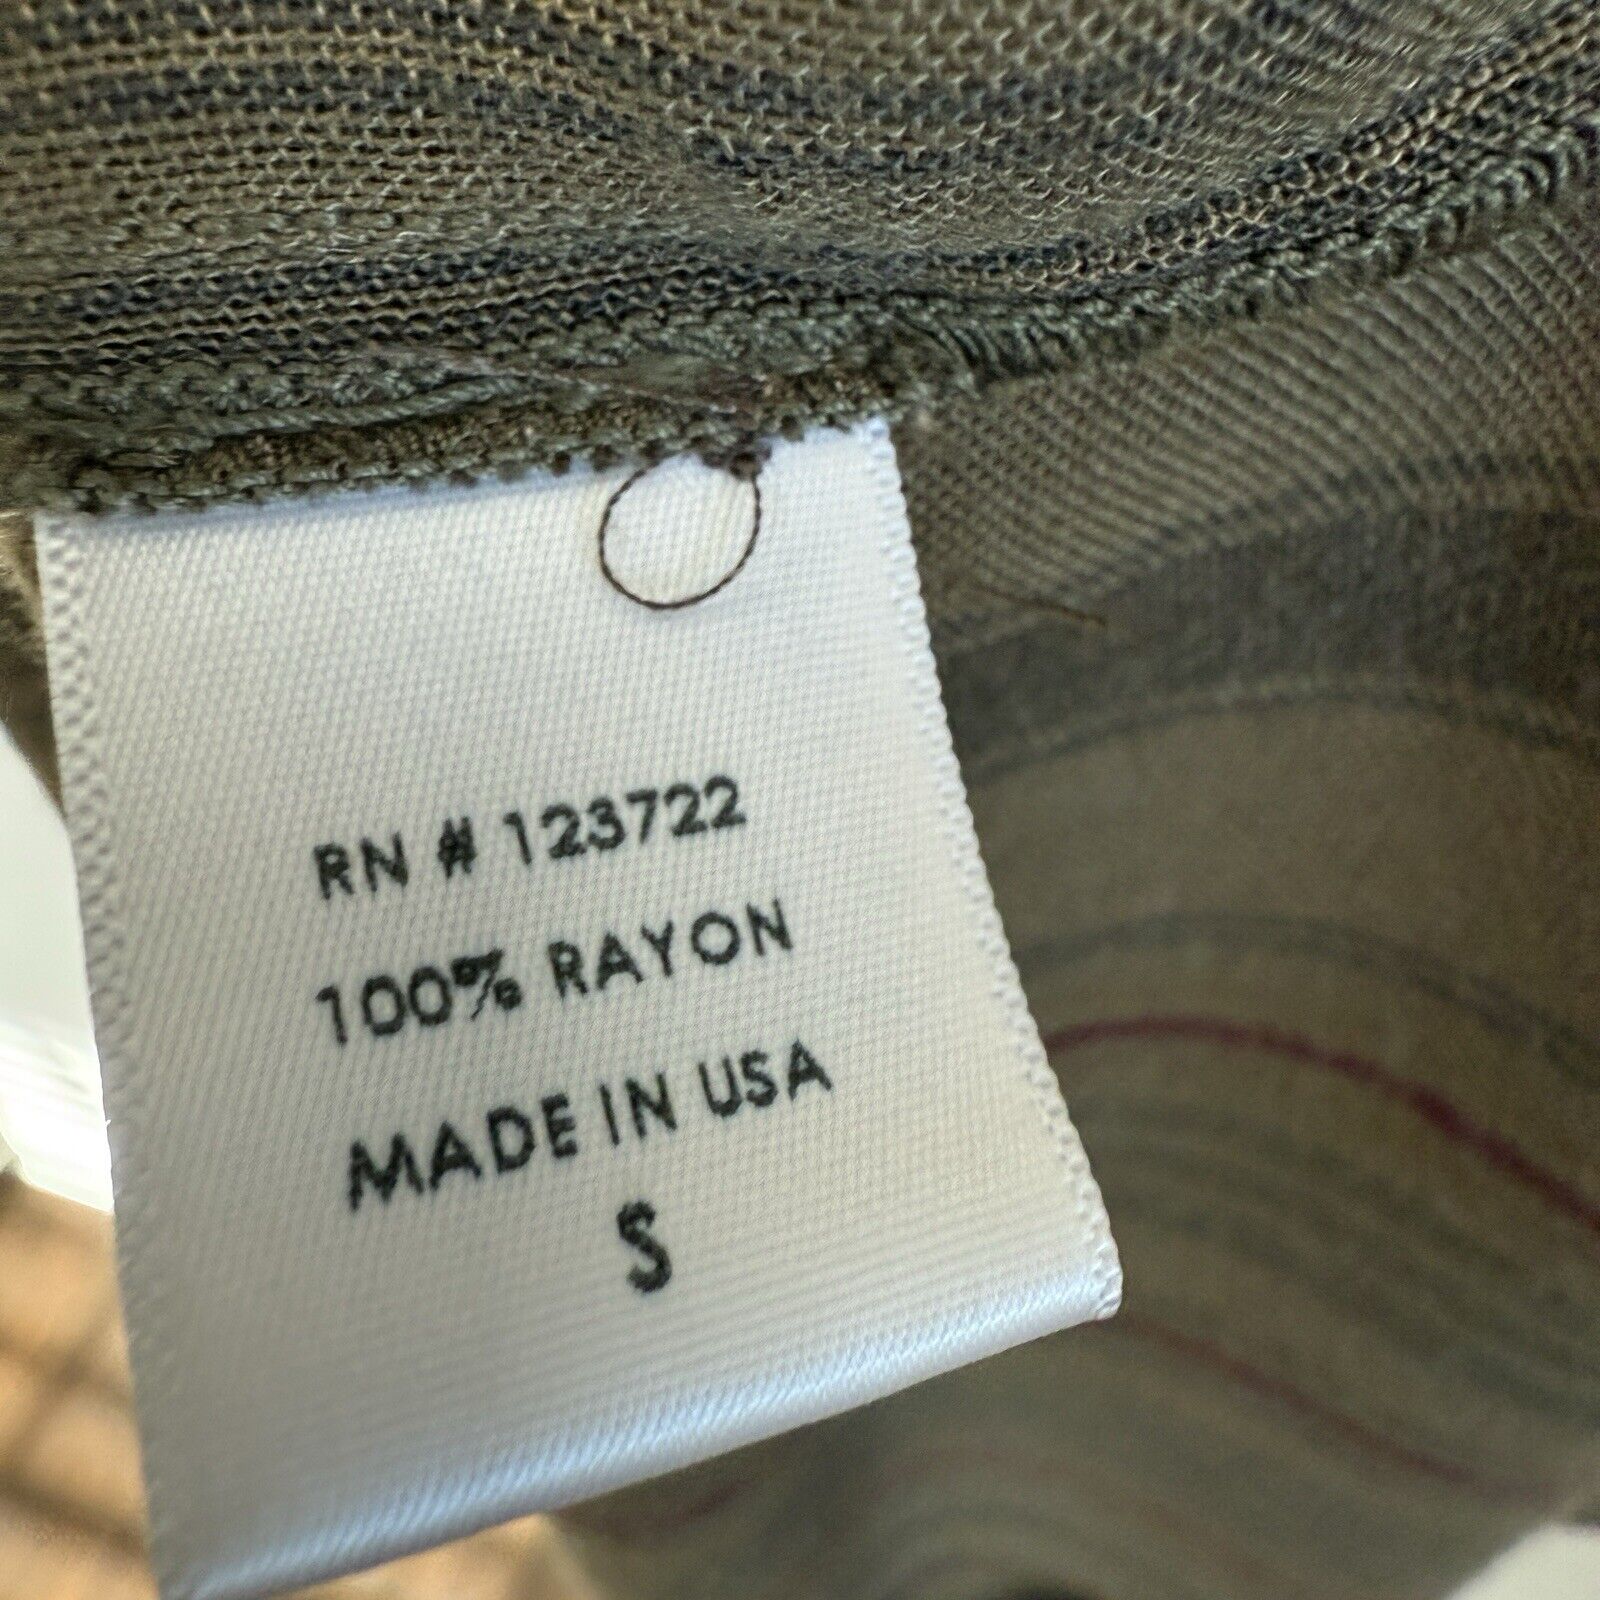 RN # 123722
100% RAYON
MADE IN USA
S